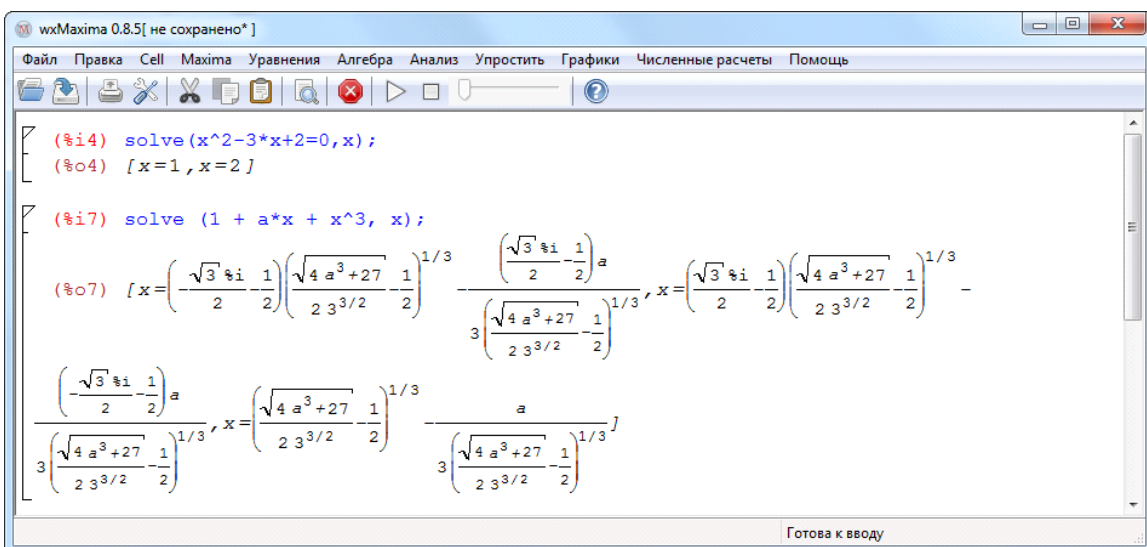 wxMaxima 0.8.5[ не сохранено* ]
Файл Правка Cell Maxima Уравнения Алгебра Анализ Упростить Графики Численные расчеты Помощь
(%i4) solve(x^2-3*x+2=0,x);
(%o4) [x=1,x=2]
(%i7) solve (1 + a*x + x^3, x);
(%o7) [x=(-(√3 %i)/2-1/2)(√(4 a^3+27)/(2 3^(3/2))-1/2)^(1/3)-(((√3 %i)/2-1/2)a)/(3(√(4 a^3+27)/(2 3^(3/2))-1/2)^(1/3)),x=((√3 %i)/2-1/2)(√(4 a^3+27)/(2 3^(3/2))-1/2)^(1/3)-
((-(√3 %i)/2-1/2)a)/(3(√(4 a^3+27)/(2 3^(3/2))-1/2)^(1/3)),x=(√(4 a^3+27)/(2 3^(3/2))-1/2)^(1/3)-a/(3(√(4 a^3+27)/(2 3^(3/2))-1/2)^(1/3))]
Готова к вводу